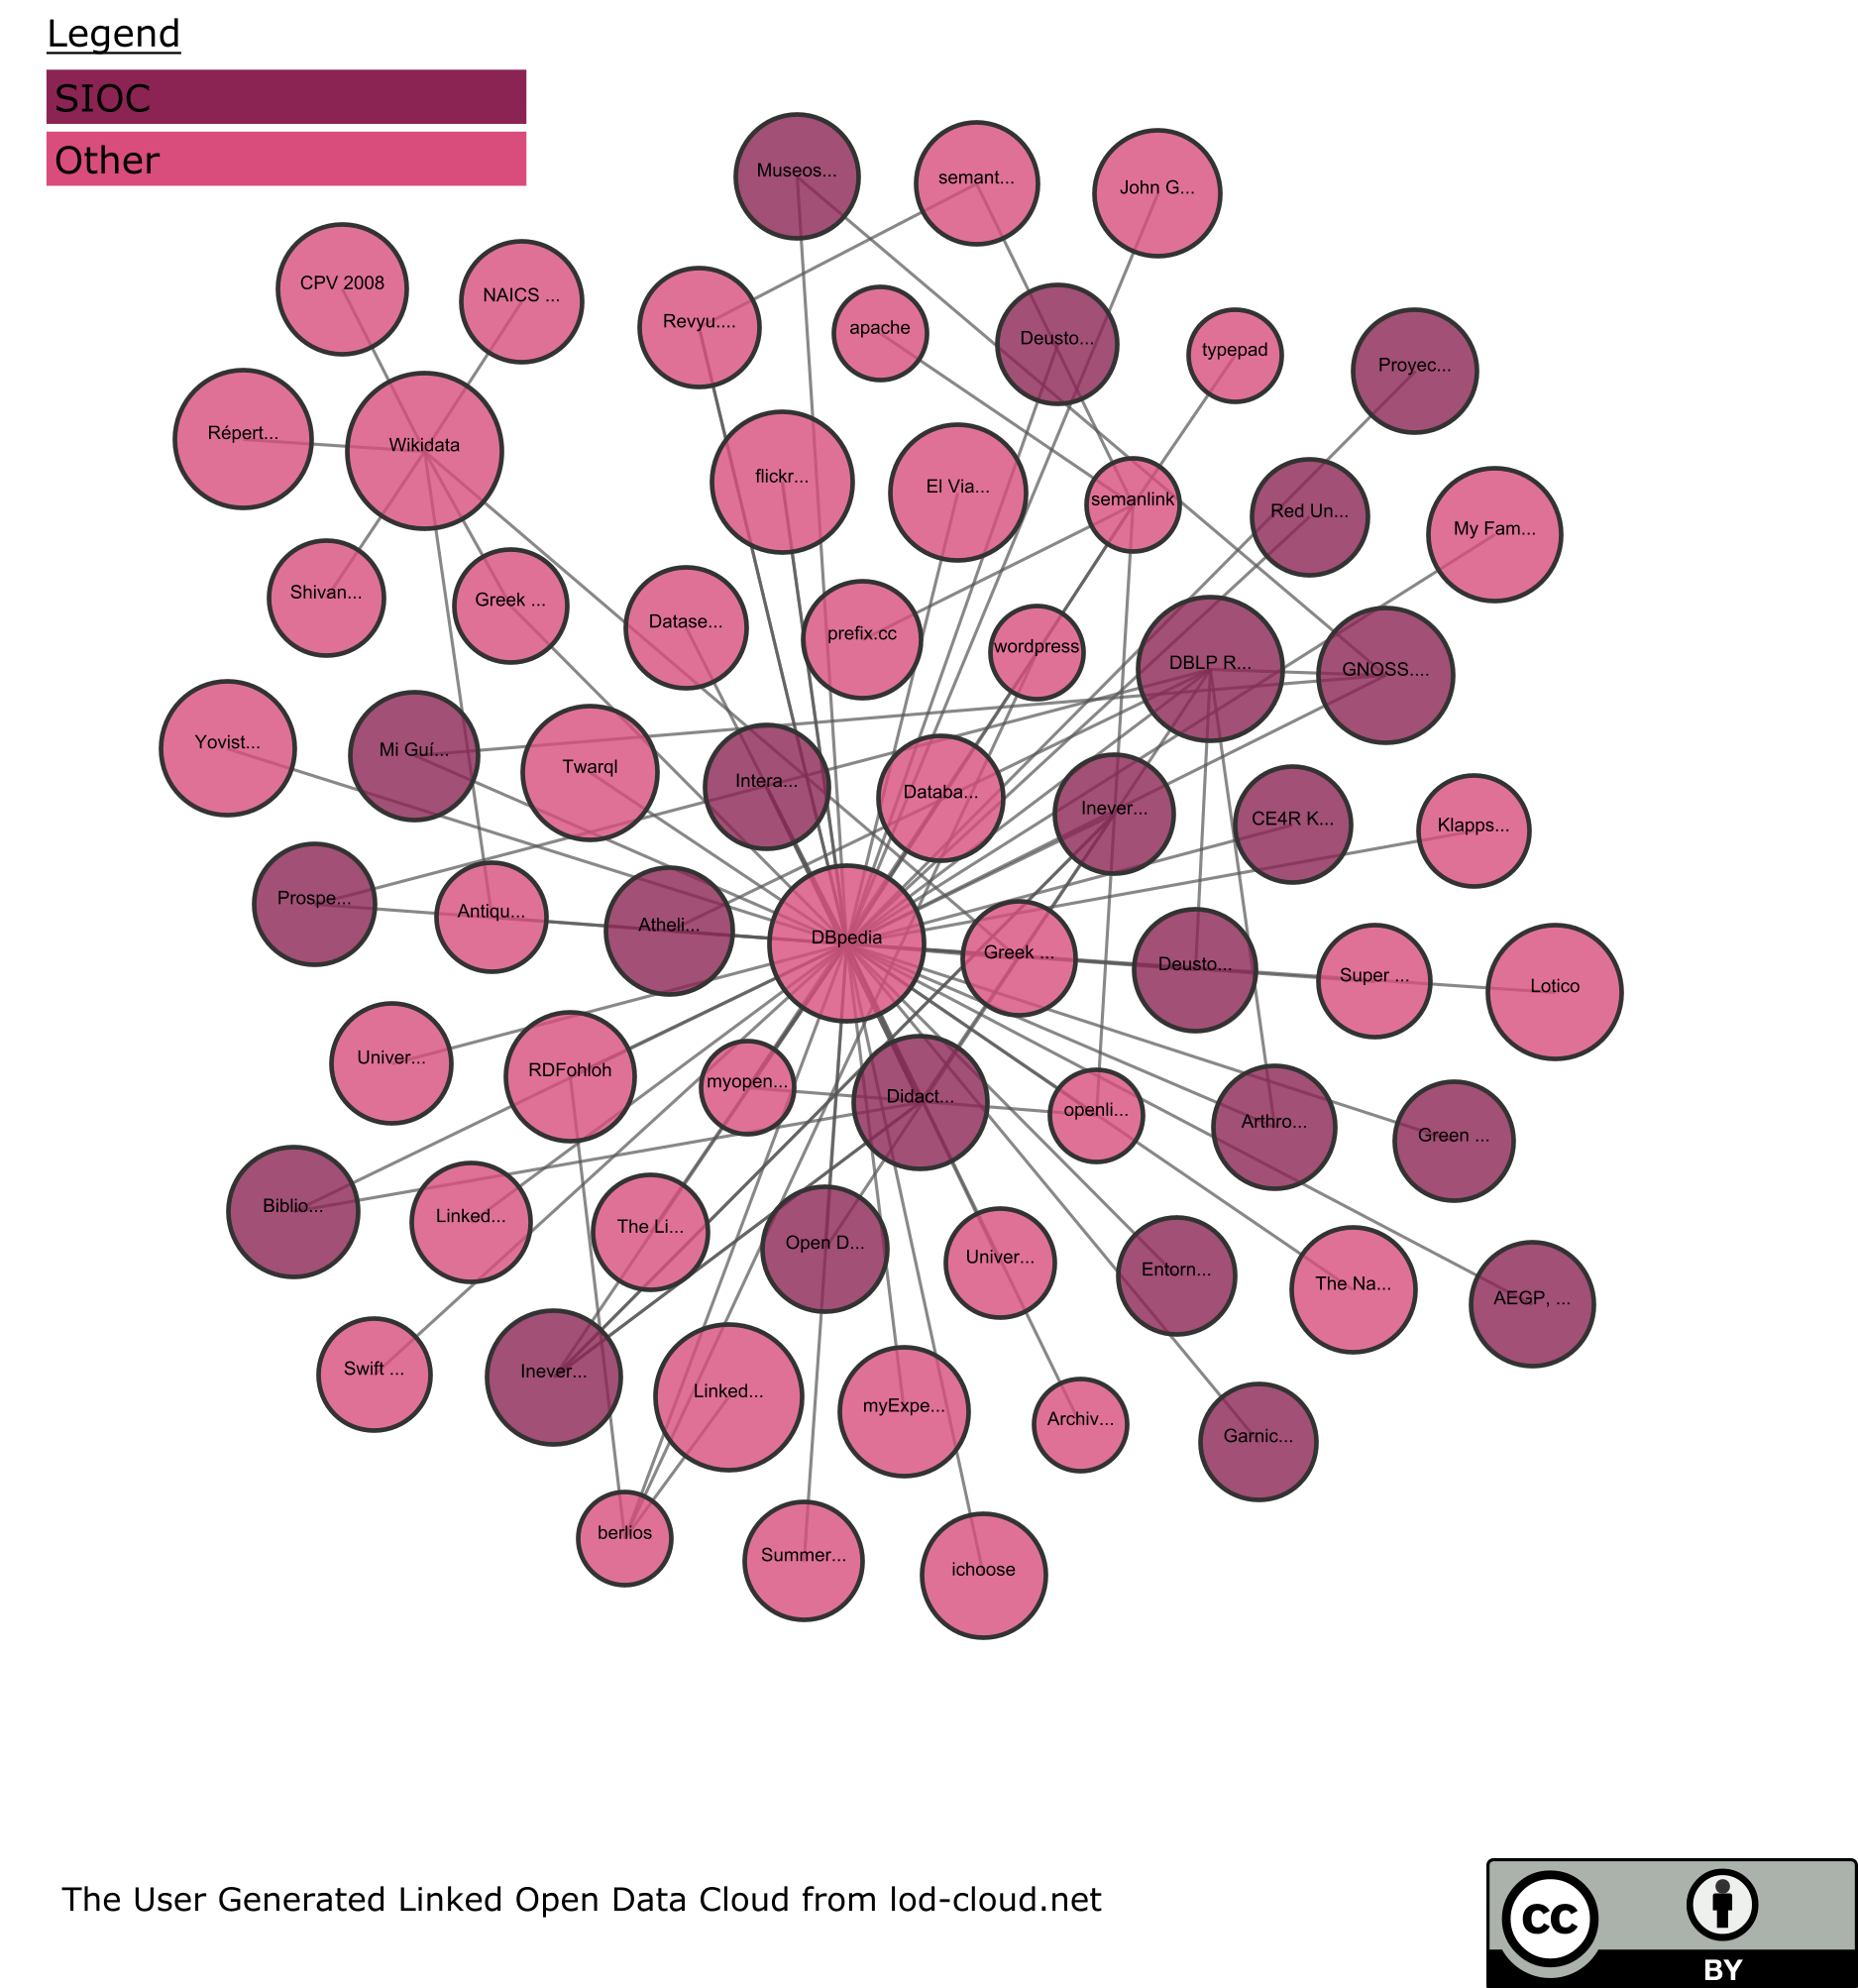 Legend
SIOC
Other
Museos...
semant...
John G...
CPV 2008
NAICS ...
Revyu....
apache
Deusto...
typepad
Proyec...
Répert...
Wikidata
flickr...
El Via...
semanlink
Red Un...
My Fam...
Shivan...
Greek ...
Datase...
prefix.cc
wordpress
DBLP R...
GNOSS....
Yovist...
Mi Guí...
Twarql
Intera...
Databa...
Inever...
CE4R K...
Klapps...
Prospe...
Antiqu...
Atheli...
DBpedia
Greek ...
Deusto...
Super ...
Lotico
Univer...
RDFohloh
myopen...
Didact...
openli...
Arthro...
Green ...
Biblio...
Linked...
The Li...
Open D...
Univer...
Entorn...
The Na...
AEGP, ...
Swift ...
Inever...
Linked...
myExpe...
Archiv...
Garnic...
berlios
Summer...
ichoose
The User Generated Linked Open Data Cloud from lod-cloud.net
cc
BY